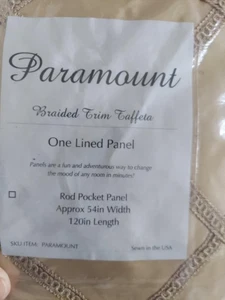 Paramount
Braided Trim Taffeta
One Lined Panel
Panels are a fun and adventurous way to change
the mood of any room in minutes!
Rod Pocket Panel
Approx 54in Width
120in Length
SKU ITEM: PARAMOUNT
Sewn in the USA